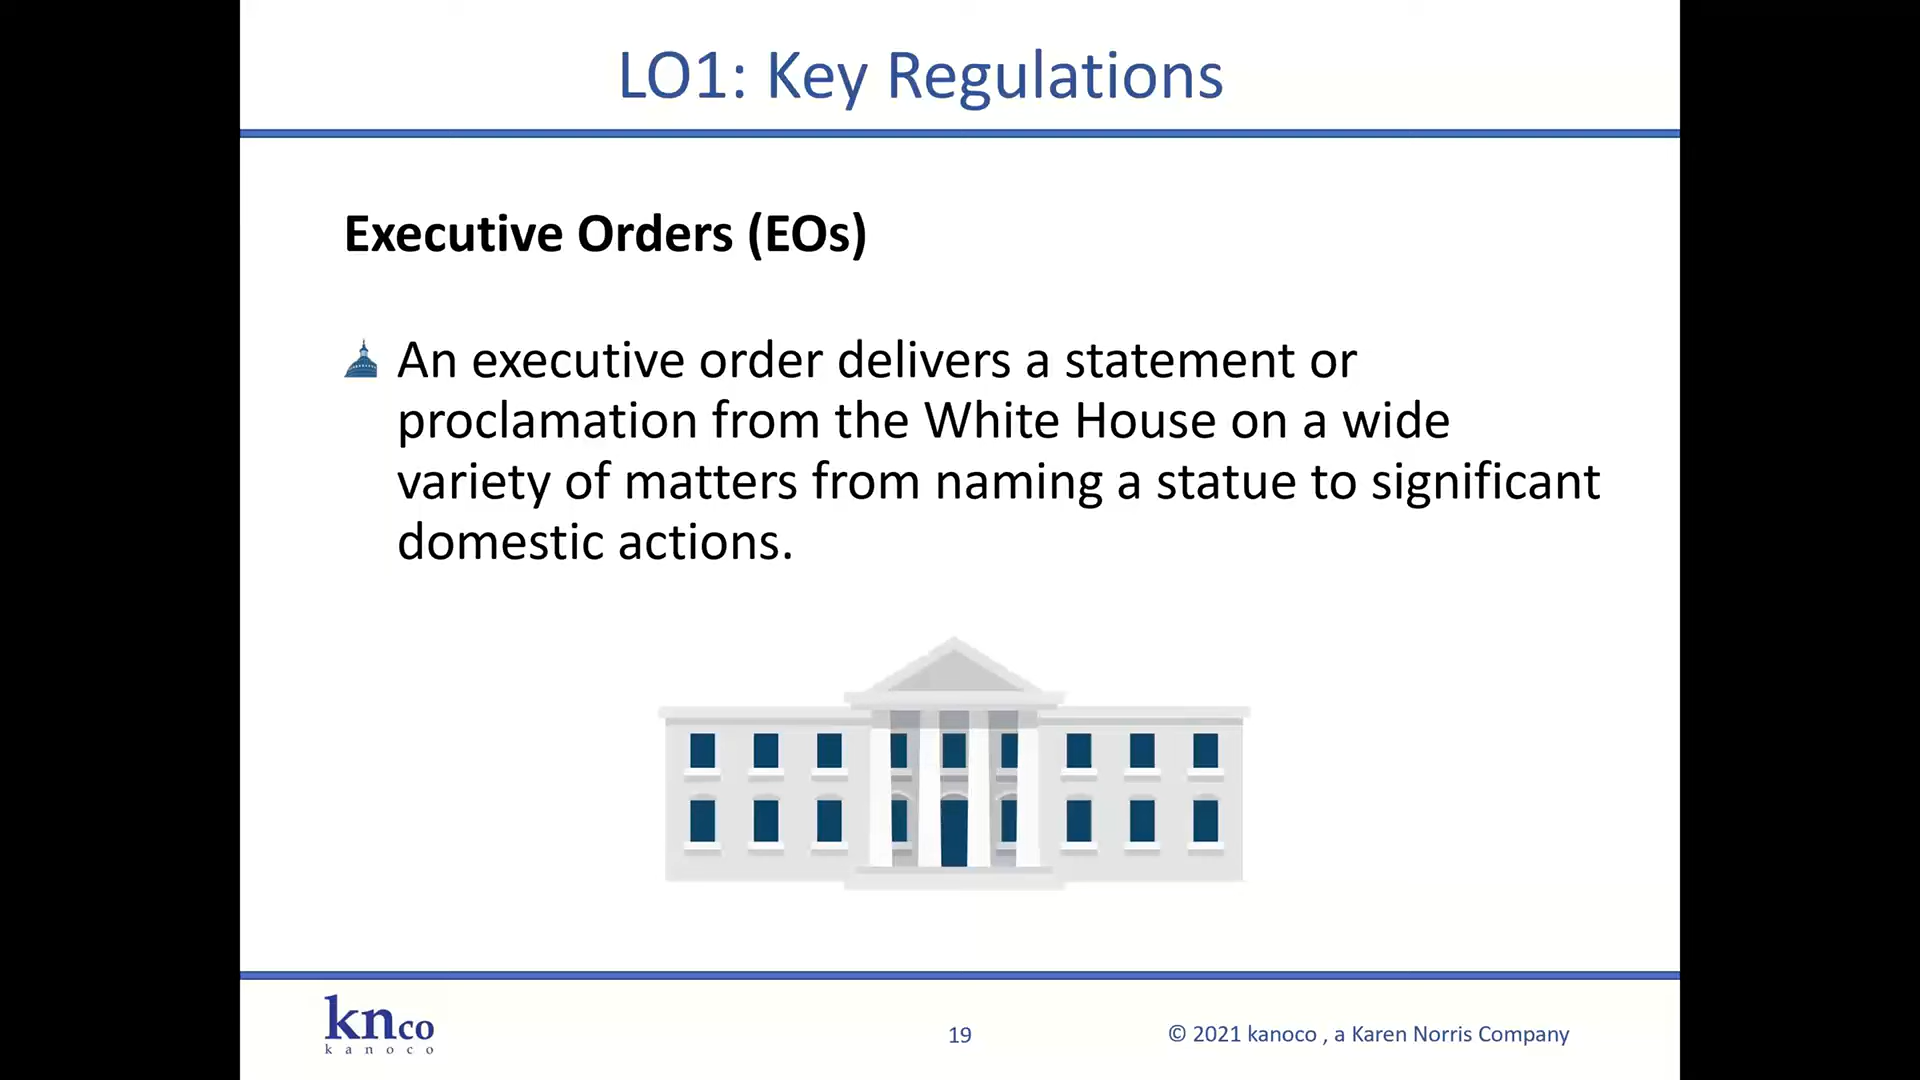 LO1: Key Regulations
Executive Orders (EOs)
An executive order delivers a statement or
proclamation from the White House on a wide
variety of matters from naming a statue to significant
domestic actions.
knco
kanoco
19
© 2021 kanoco , a Karen Norris Company